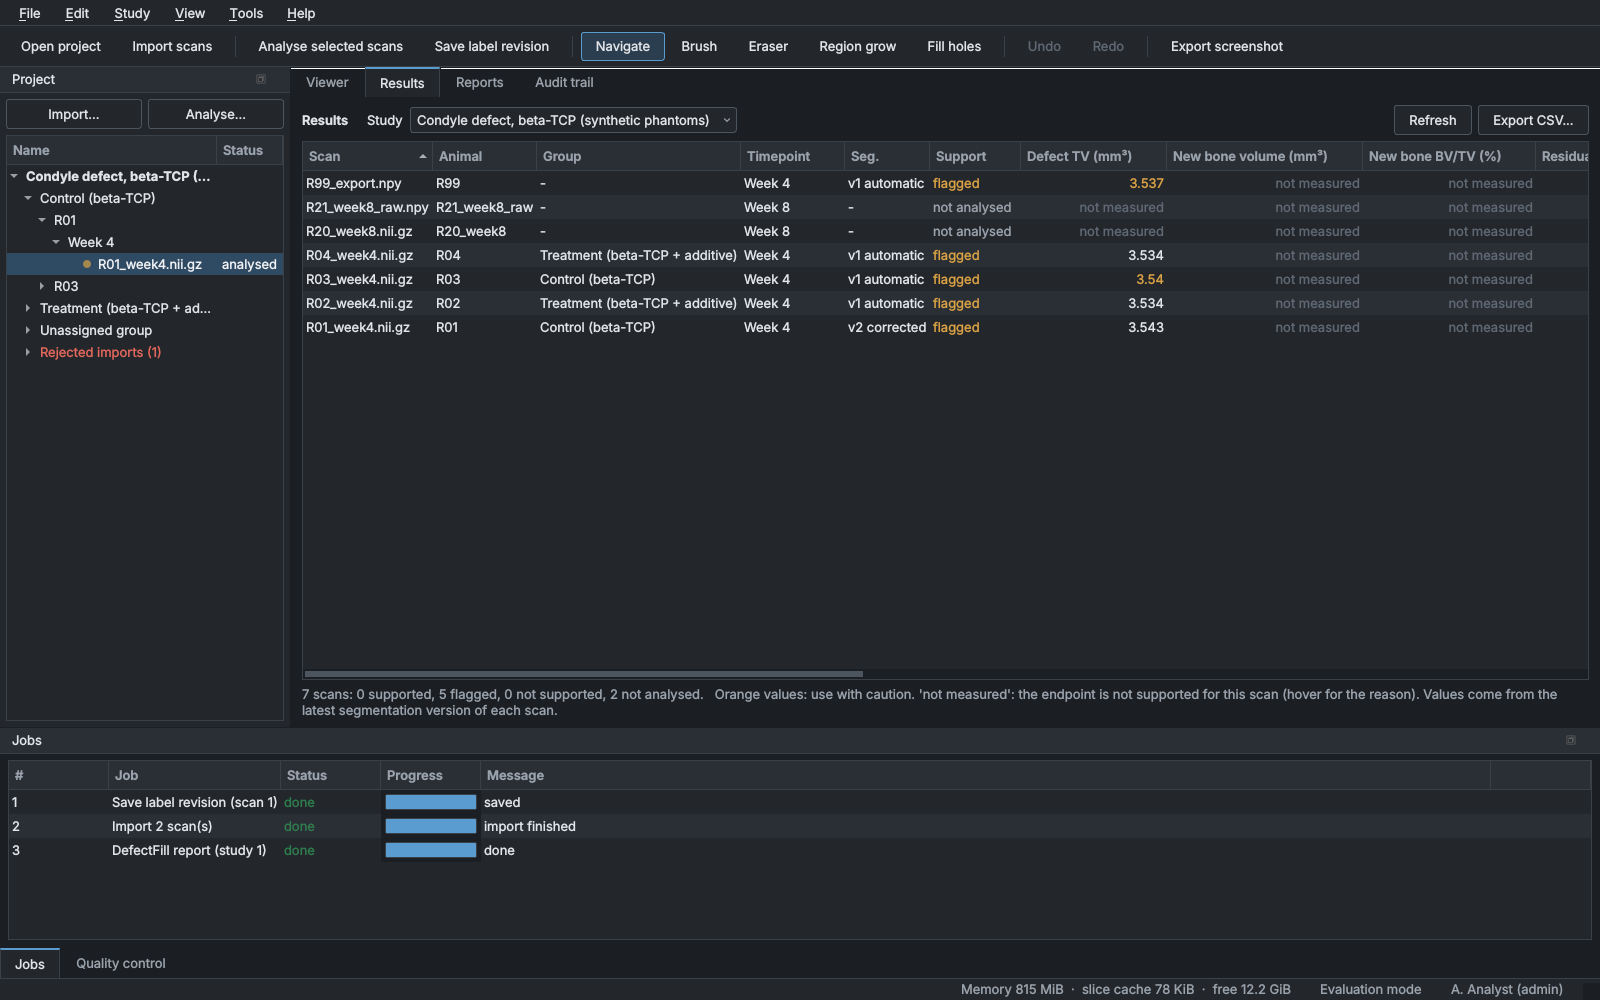 File Edit Study View Tools Help
Open project Import scans Analyse selected scans Save label revision Navigate Brush Eraser Region grow Fill holes Undo Redo Export screenshot
Project
Import... Analyse...
Name Status
Condyle defect, beta-TCP (...
Control (beta-TCP)
R01
Week 4
R01_week4.nii.gz analysed
R03
Treatment (beta-TCP + ad...
Unassigned group
Rejected imports (1)
Viewer Results Reports Audit trail
Results Study Condyle defect, beta-TCP (synthetic phantoms) Refresh Export CSV...
Scan Animal Group Timepoint Seg. Support Defect TV (mm³) New bone volume (mm³) New bone BV/TV (%) Residua
R99_export.npy R99 - Week 4 v1 automatic flagged 3.537 not measured not measured
R21_week8_raw.npy R21_week8_raw - Week 8 - not analysed not measured not measured not measured
R20_week8.nii.gz R20_week8 - Week 8 - not analysed not measured not measured not measured
R04_week4.nii.gz R04 Treatment (beta-TCP + additive) Week 4 v1 automatic flagged 3.534 not measured not measured
R03_week4.nii.gz R03 Control (beta-TCP) Week 4 v1 automatic flagged 3.54 not measured not measured
R02_week4.nii.gz R02 Treatment (beta-TCP + additive) Week 4 v1 automatic flagged 3.534 not measured not measured
R01_week4.nii.gz R01 Control (beta-TCP) Week 4 v2 corrected flagged 3.543 not measured not measured
7 scans: 0 supported, 5 flagged, 0 not supported, 2 not analysed. Orange values: use with caution. 'not measured': the endpoint is not supported for this scan (hover for the reason). Values come from the
latest segmentation version of each scan.
Jobs
# Job Status Progress Message
1 Save label revision (scan 1) done saved
2 Import 2 scan(s) done import finished
3 DefectFill report (study 1) done done
Jobs Quality control
Memory 815 MiB · slice cache 78 KiB · free 12.2 GiB Evaluation mode A. Analyst (admin)